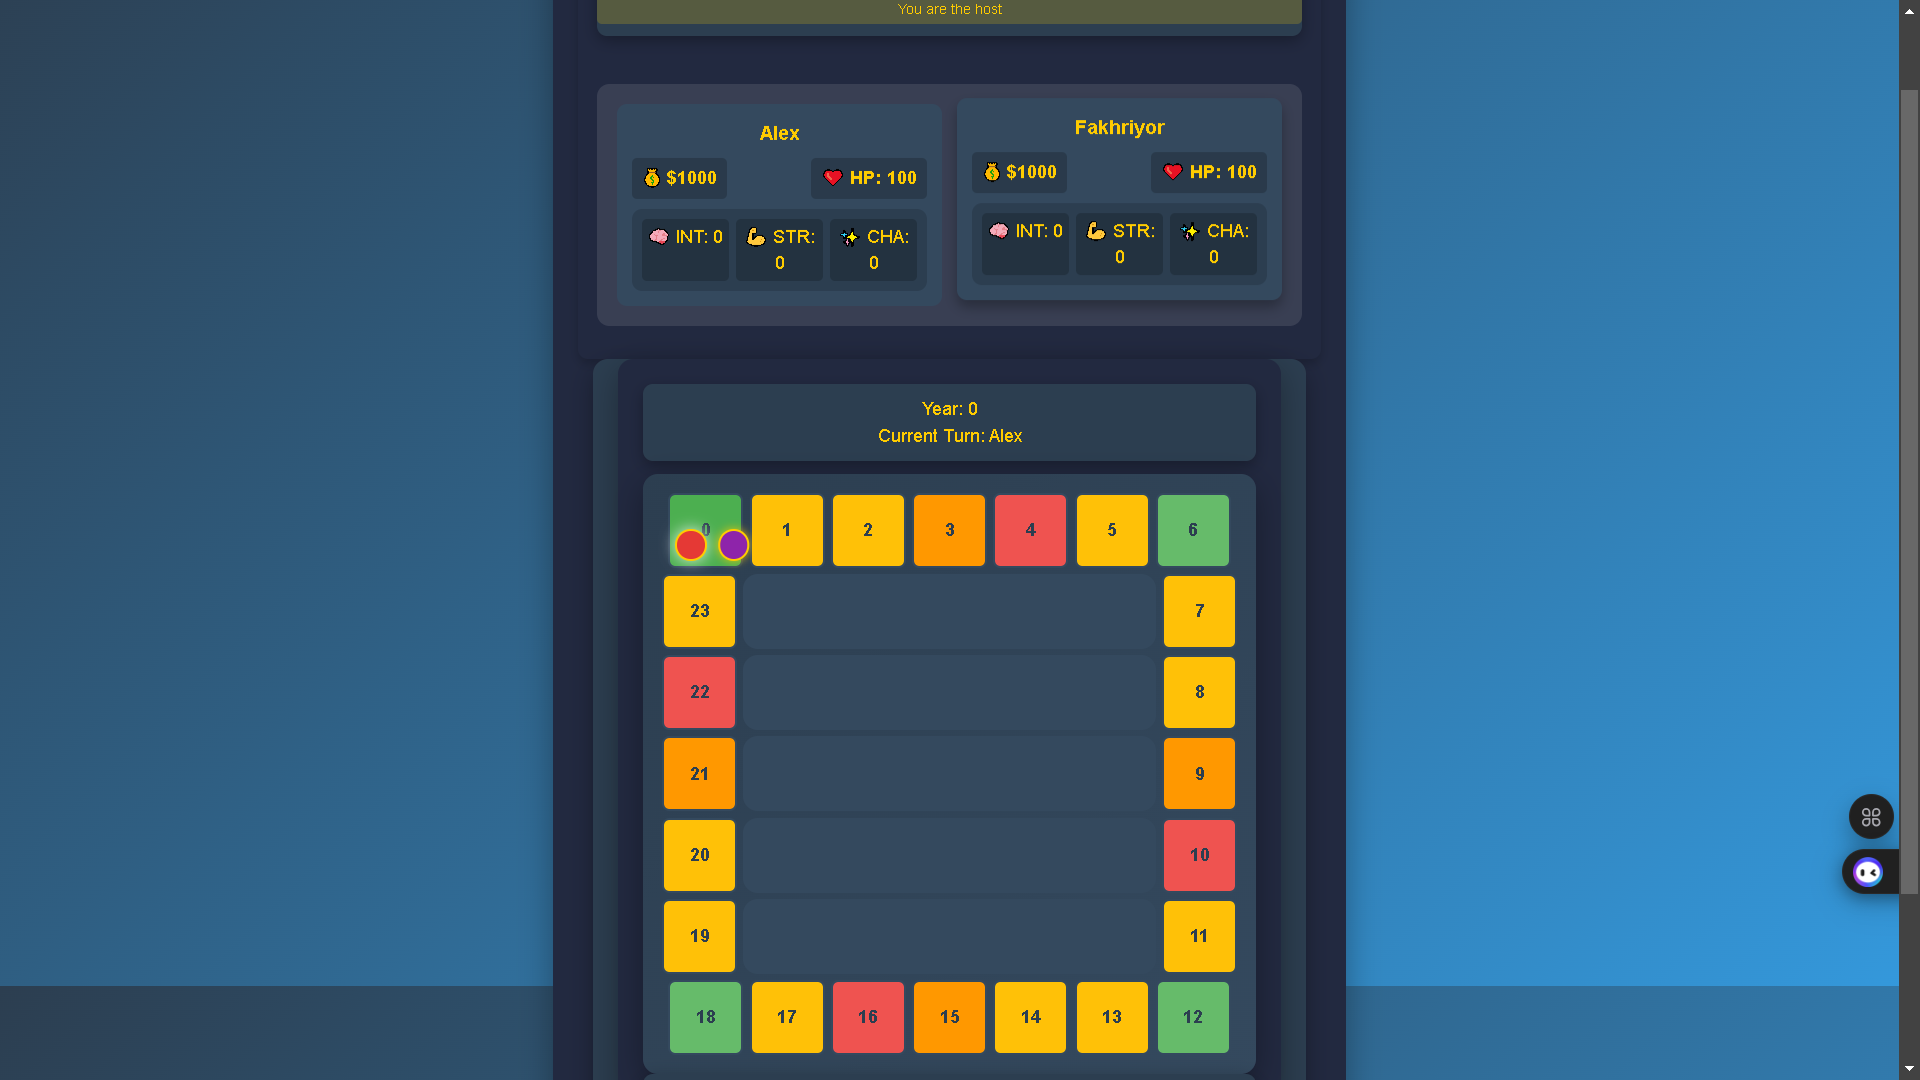 You are the host
Alex
$1000
HP: 100
INT: 0
STR: 0
CHA: 0
Fakhriyor
$1000
HP: 100
INT: 0
STR: 0
CHA: 0
Year: 0
Current Turn: Alex
0 1 2 3 4 5 6
23 7
22 8
21 9
20 10
19 11
18 17 16 15 14 13 12